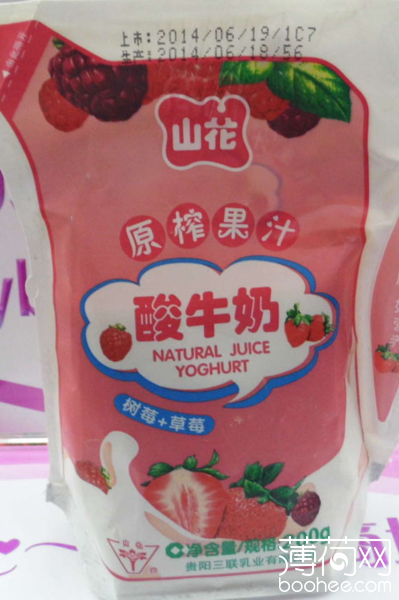 上市:2014/06/19/1C7
生产:2014/06/18/56
山花
原榨果汁
酸牛奶
NATURAL JUICE
YOGHURT
树莓+草莓
净含量/规格
0g
贵阳三联乳业有
薄荷网
boohee.com